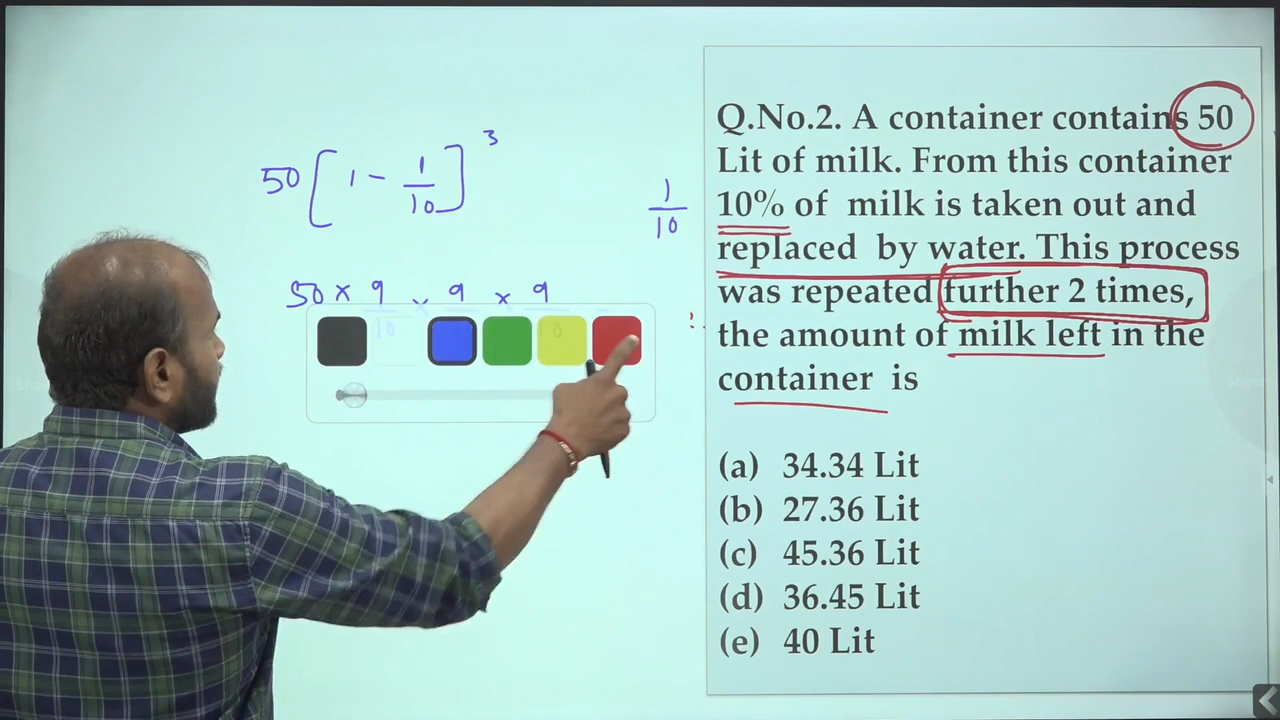 50 [ 1 - 1/10 ]³
1/10
50 × 9 × 9 × 9
10
Q.No.2. A container contains 50
Lit of milk. From this container
10% of milk is taken out and
replaced by water. This process
was repeated further 2 times,
the amount of milk left in the
container is
(a) 34.34 Lit
(b) 27.36 Lit
(c) 45.36 Lit
(d) 36.45 Lit
(e) 40 Lit